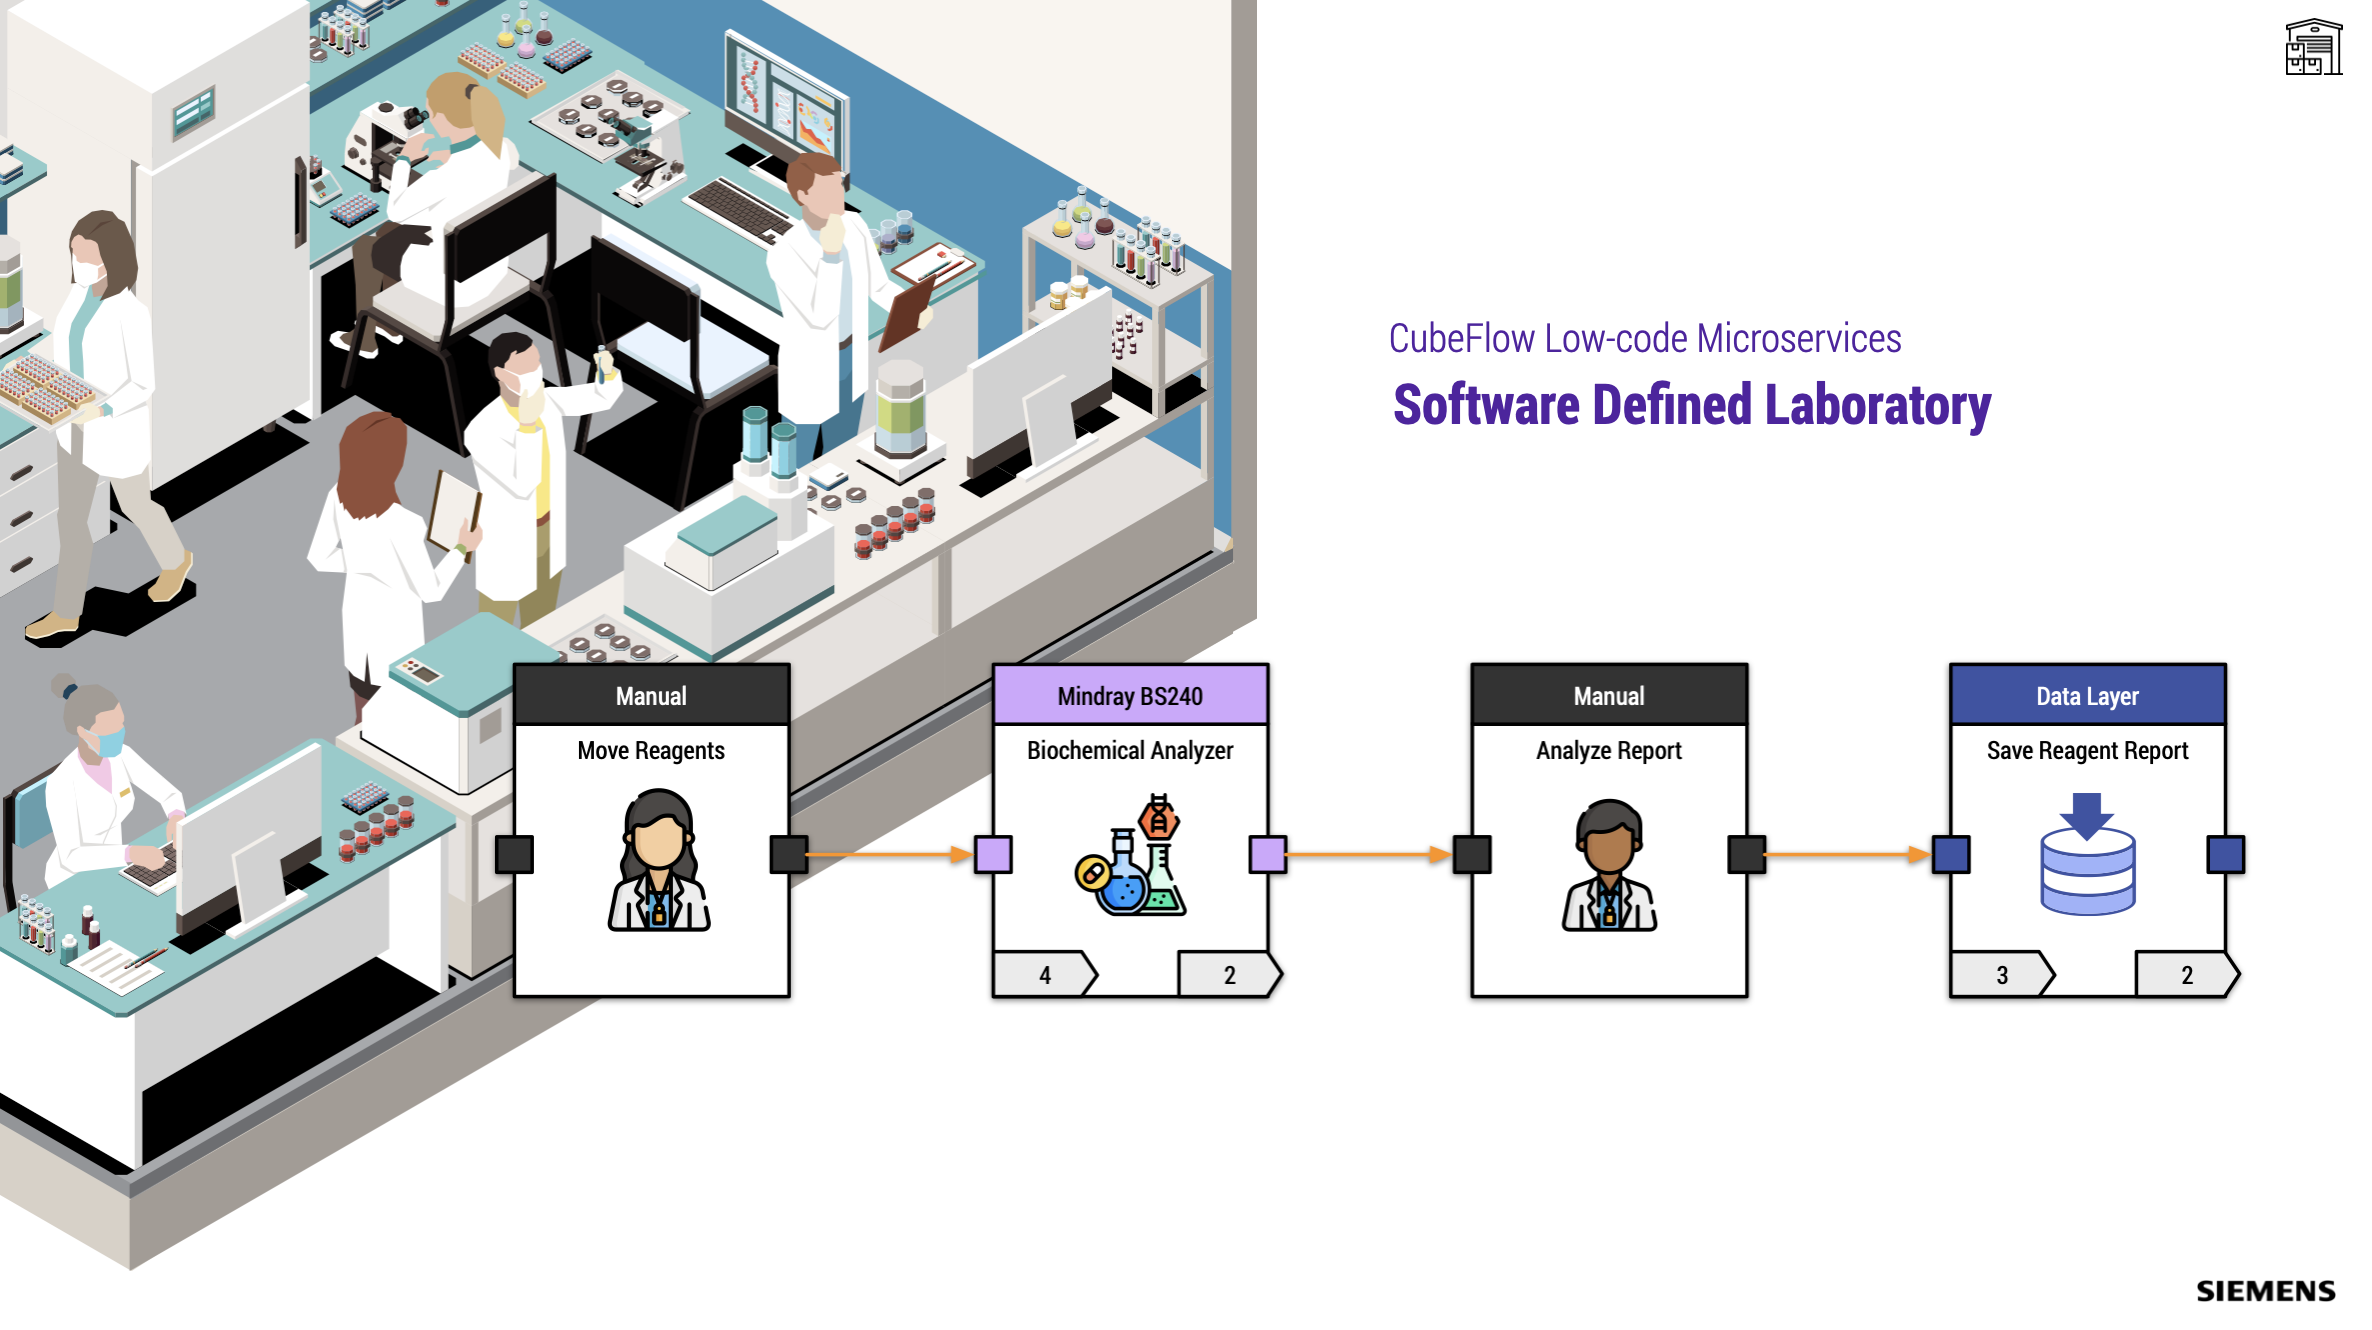 CubeFlow Low-code Microservices
Software Defined Laboratory
Manual
Move Reagents
Mindray BS240
Biochemical Analyzer
4
2
Manual
Analyze Report
Data Layer
Save Reagent Report
3
2
SIEMENS